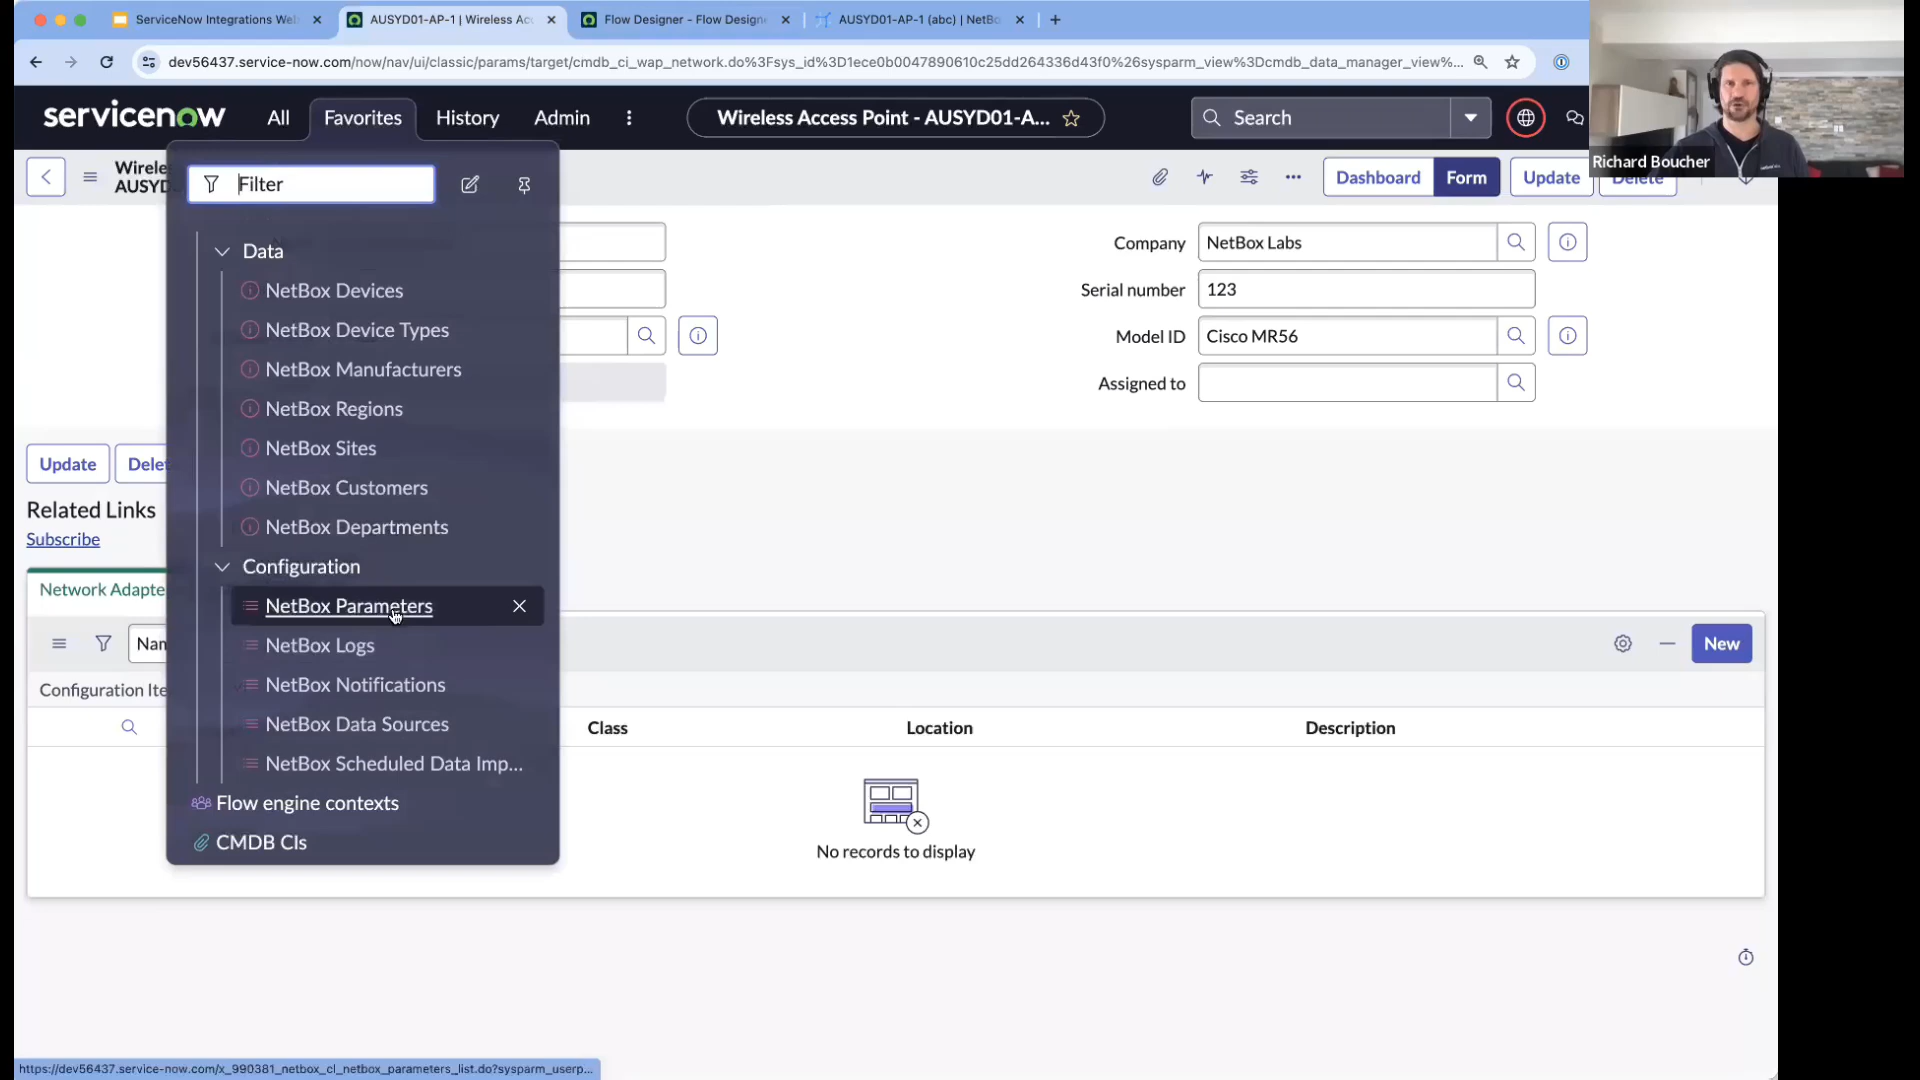 ServiceNow Integrations Web
AUSYD01-AP-1 | Wireless Ac
Flow Designer - Flow Design
AUSYD01-AP-1 (abc) | NetBo
dev56437.service-now.com/now/nav/ui/classic/params/target/cmdb_ci_wap_network.do%3Fsys_id%3D1ece0b0047890610c25dd264336d43f0%26sysparm_view%3Dcmdb_data_manager_view%...
servicenow
All
Favorites
History
Admin
Wireless Access Point - AUSYD01-A...
Search
Richard Boucher
Wirele
AUSYD
Filter
Dashboard
Form
Update
Delete
Data
NetBox Devices
NetBox Device Types
NetBox Manufacturers
NetBox Regions
NetBox Sites
NetBox Customers
NetBox Departments
Configuration
NetBox Parameters
NetBox Logs
NetBox Notifications
NetBox Data Sources
NetBox Scheduled Data Imp...
Flow engine contexts
CMDB CIs
Company
NetBox Labs
Serial number
123
Model ID
Cisco MR56
Assigned to
Update
Delet
Related Links
Subscribe
Network Adapte
Nam
New
Configuration Ite
Class
Location
Description
No records to display
https://dev56437.service-now.com/x_990381_netbox_cl_netbox_parameters_list.do?sysparm_userp...